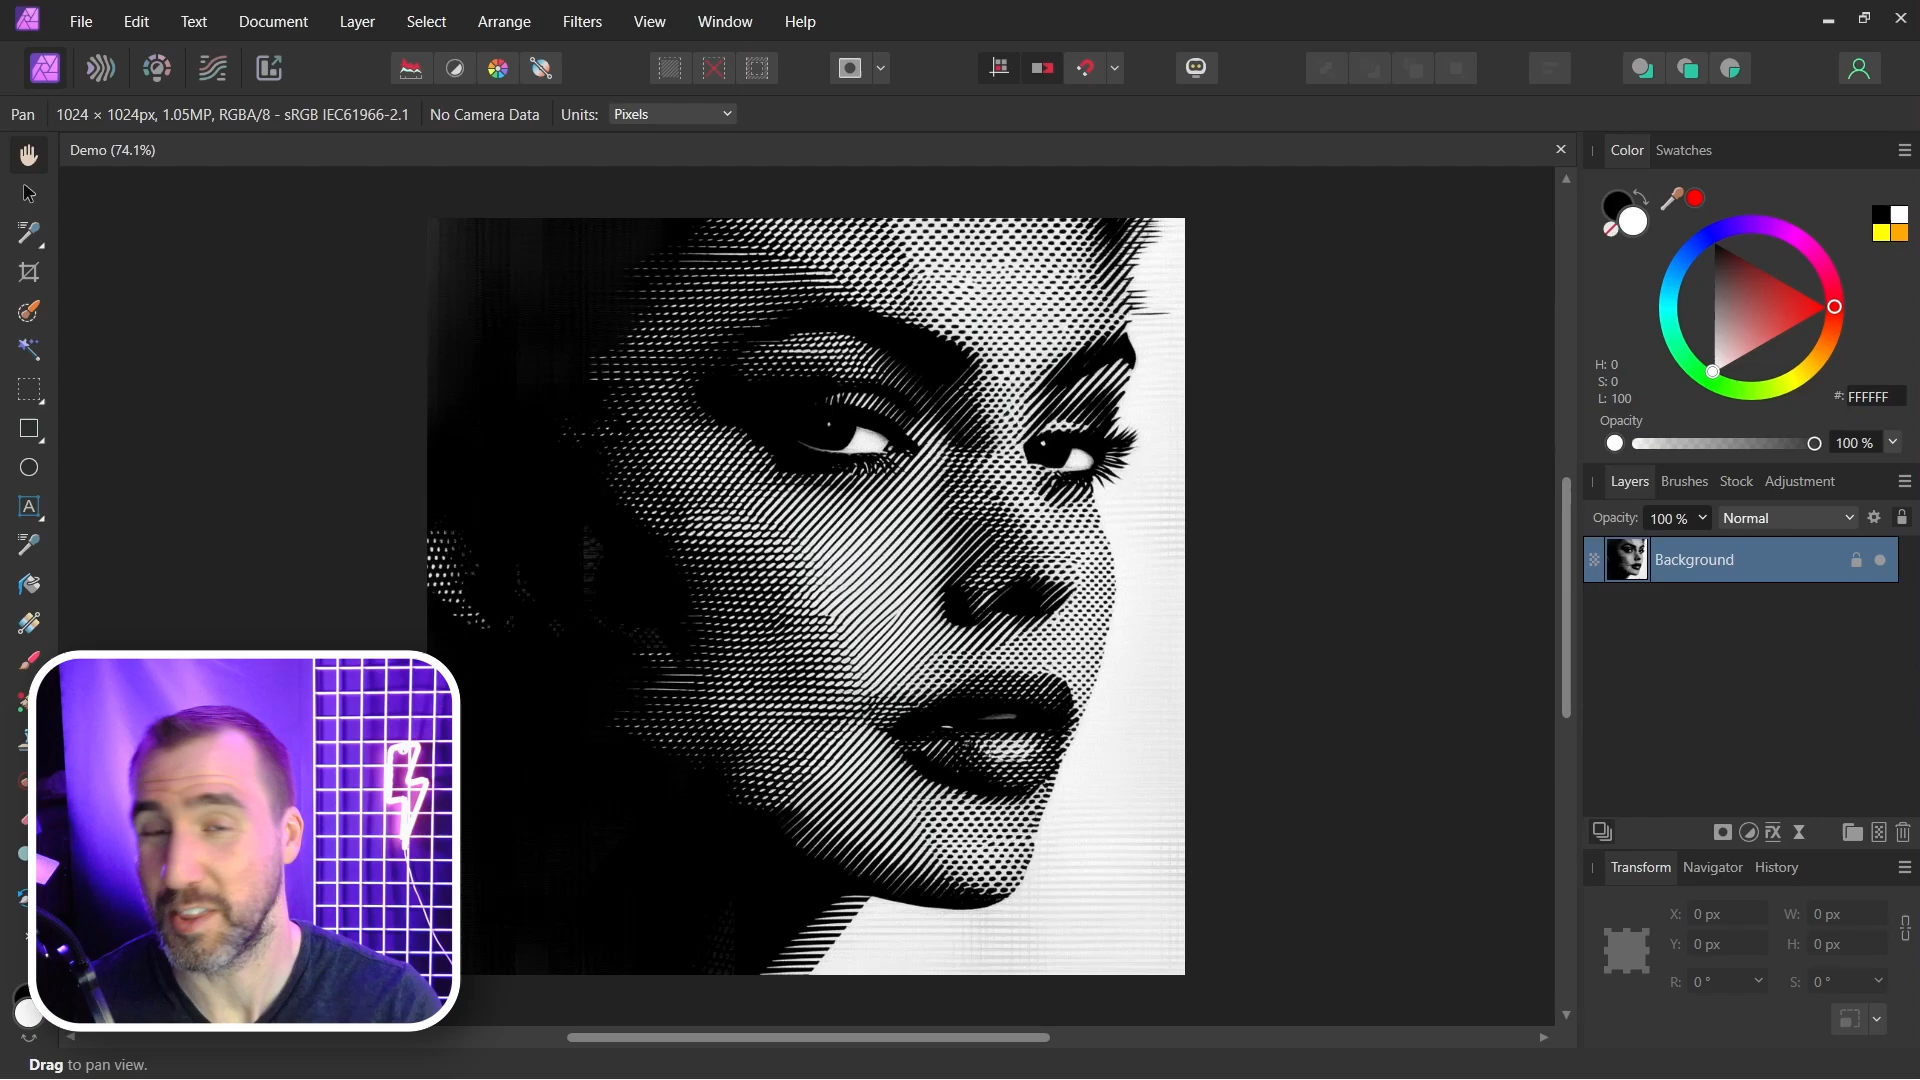 File Edit Text Document Layer Select Arrange Filters View Window Help
Pan 1024 × 1024px, 1.05MP, RGBA/8 - sRGB IEC61966-2.1 No Camera Data Units: Pixels
Demo (74.1%)
Color Swatches
H: 0
S: 0
L: 100
#: FFFFFF
Opacity
100 %
Layers Brushes Stock Adjustment
Opacity: 100 % Normal
Background
Transform Navigator History
X: 0 px W: 0 px
Y: 0 px H: 0 px
R: 0 ° S: 0 °
Drag to pan view.